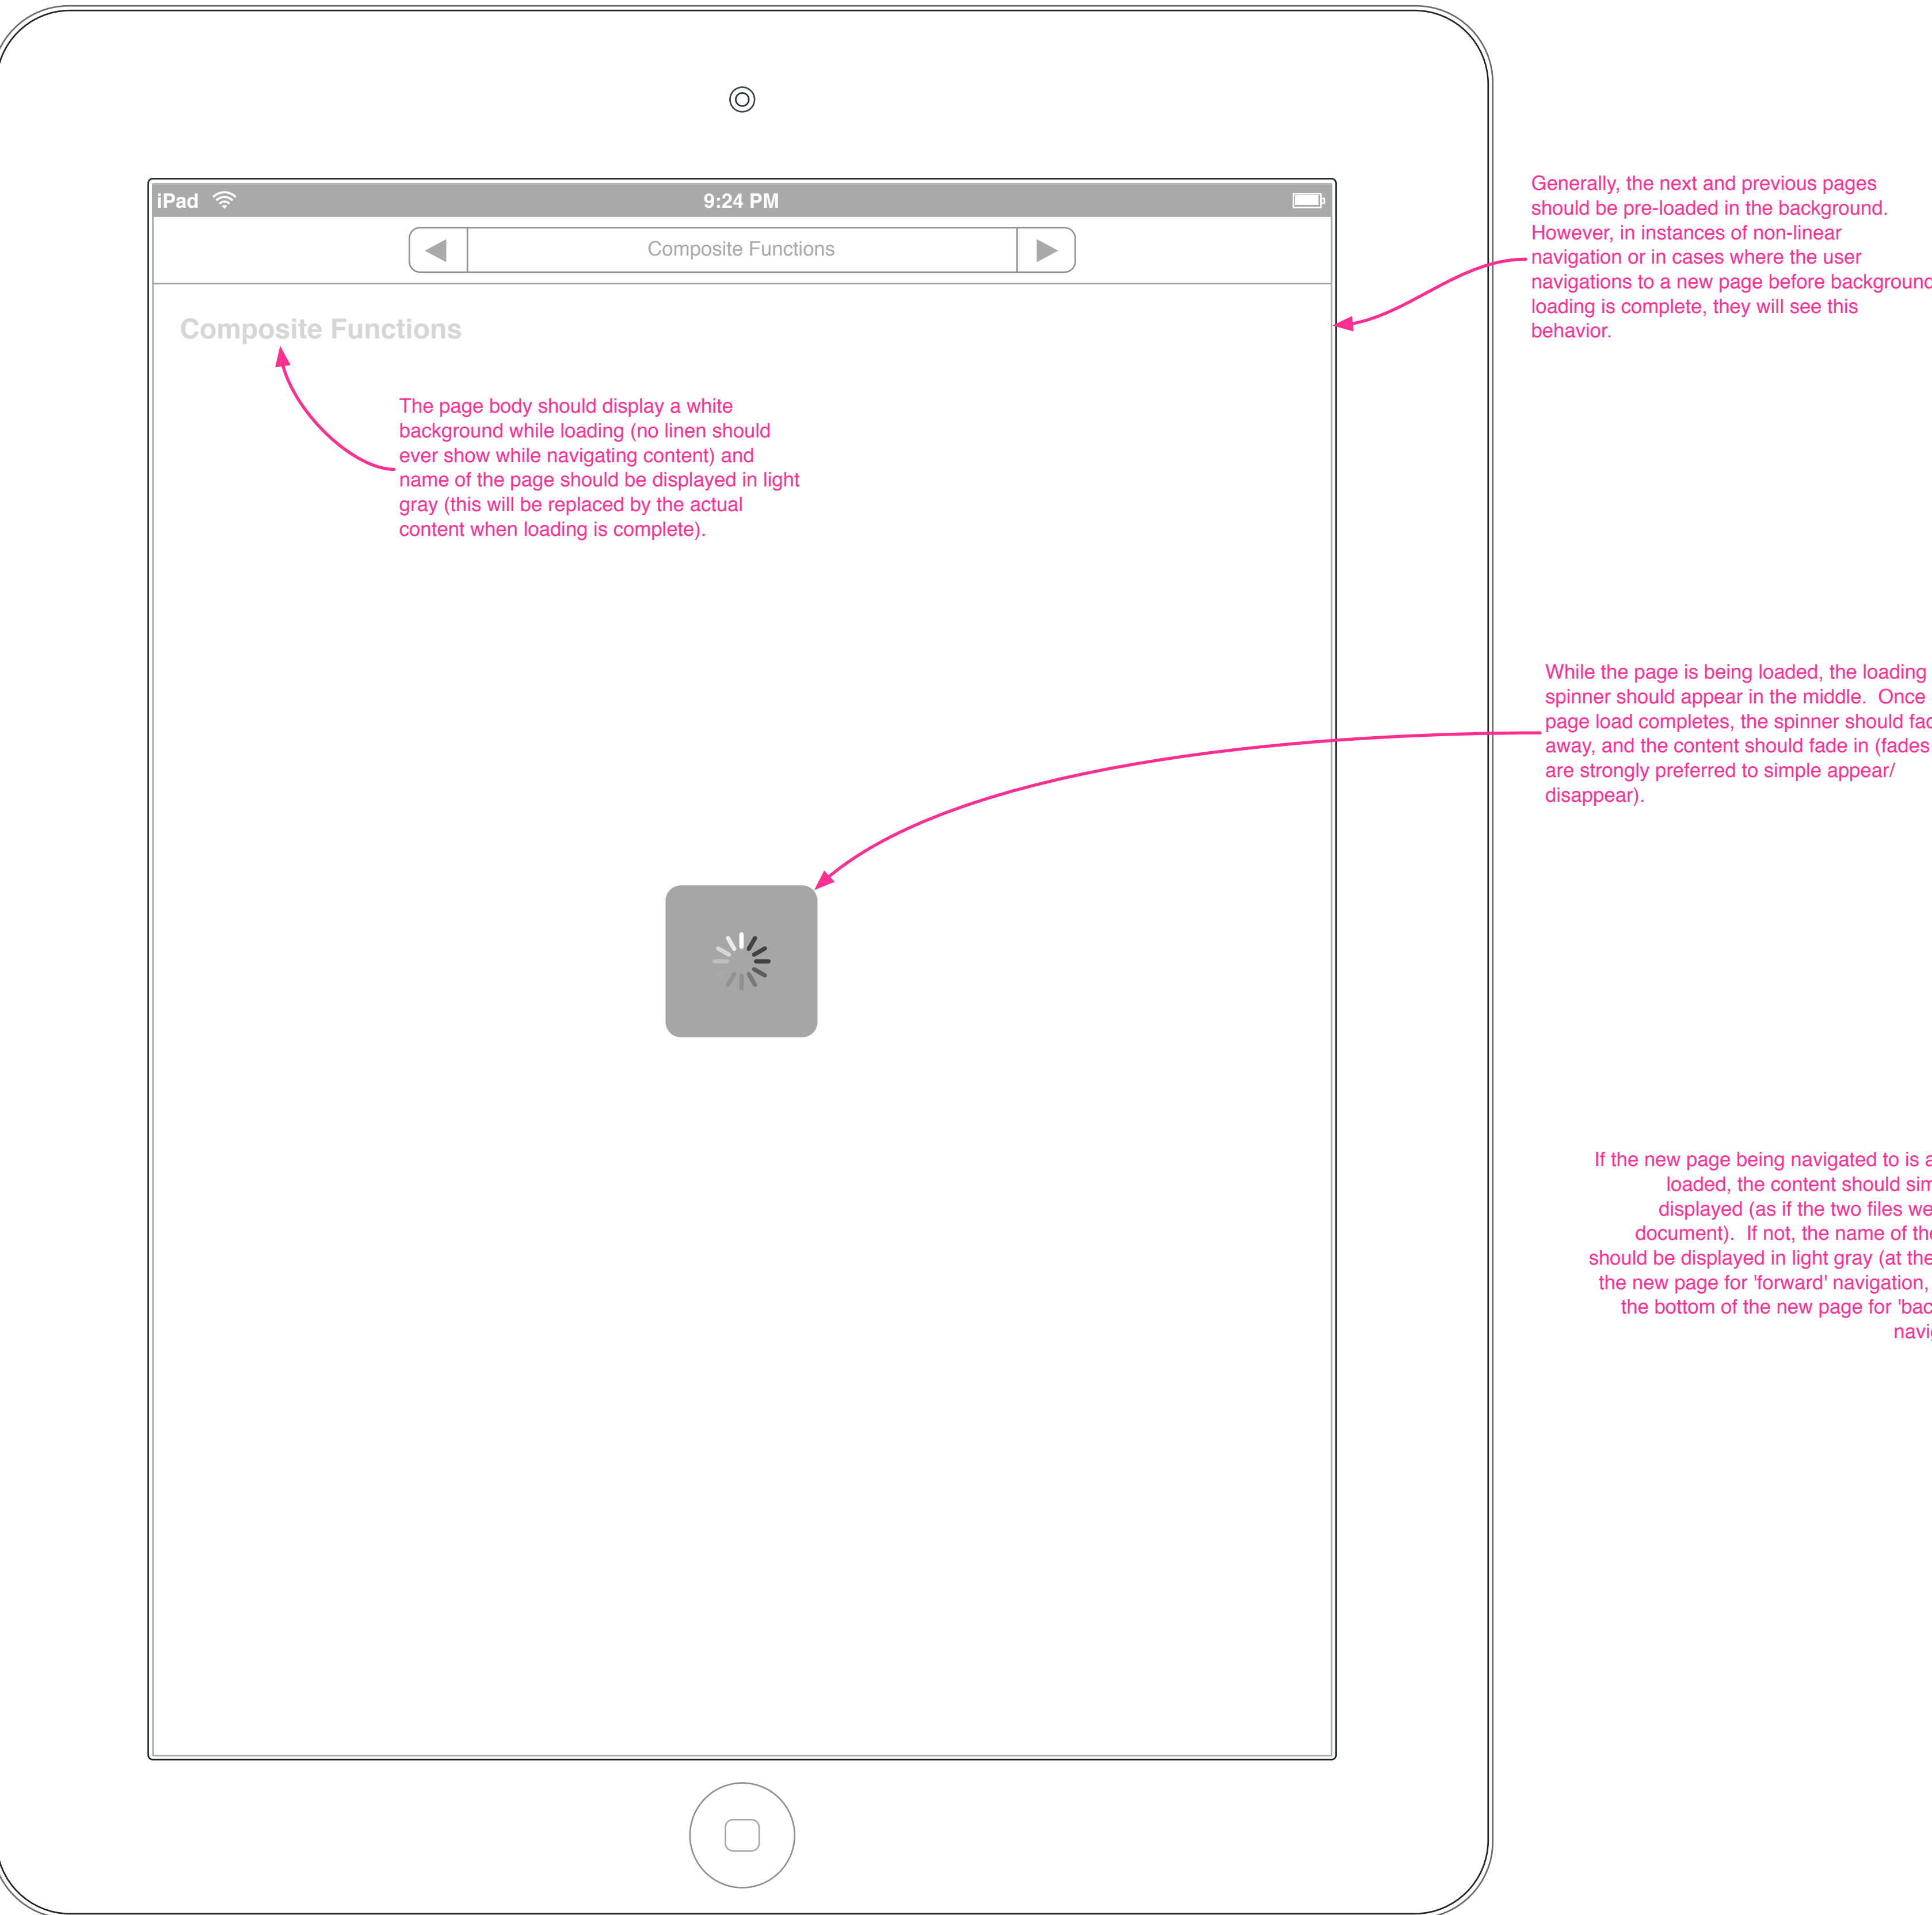 iPad 9:24 PM
Composite Functions
Composite Functions
The page body should display a white
background while loading (no linen should
ever show while navigating content) and
name of the page should be displayed in light
gray (this will be replaced by the actual
content when loading is complete).
Generally, the next and previous pages
should be pre-loaded in the background.
However, in instances of non-linear
navigation or in cases where the user
navigations to a new page before background
loading is complete, they will see this
behavior.
While the page is being loaded, the loading
spinner should appear in the middle.  Once
page load completes, the spinner should
away, and the content should fade in (fades
are strongly preferred to simple appear/
disappear).
If the new page being navigated to is
loaded, the content should
displayed (as if the two files
document).  If not, the name of
should be displayed in light gray (at
the new page for 'forward' navigation,
the bottom of the new page for